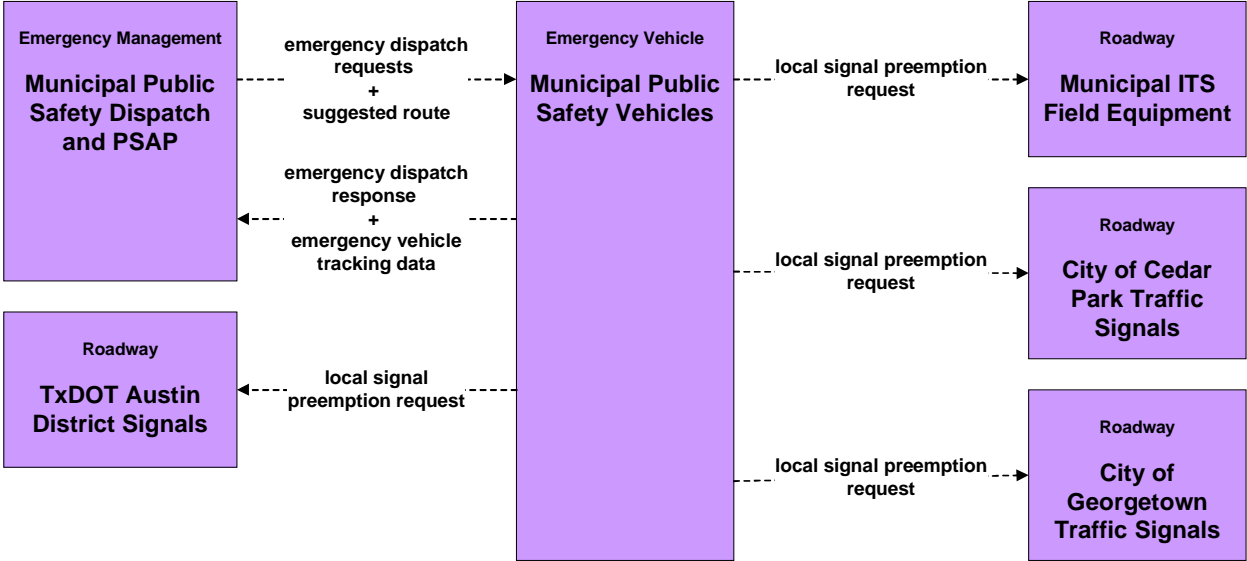 Emergency Management
Municipal Public
Safety Dispatch
and PSAP
emergency dispatch
requests
+
suggested route
emergency dispatch
response
+
emergency vehicle
tracking data
Roadway
TxDOT Austin
District Signals
local signal
preemption request
Emergency Vehicle
Municipal Public
Safety Vehicles
local signal preemption
request
Roadway
Municipal ITS
Field Equipment
local signal preemption
request
Roadway
City of Cedar
Park Traffic
Signals
local signal preemption
request
Roadway
City of
Georgetown
Traffic Signals